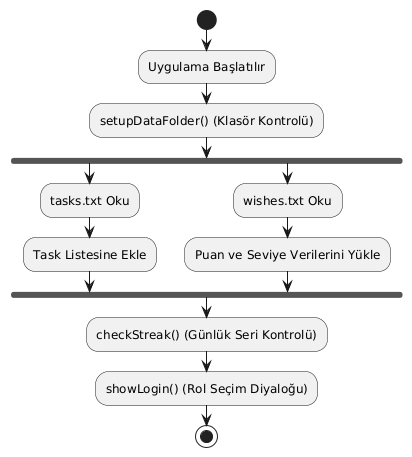 Uygulama Başlatılır
setupDataFolder() (Klasör Kontrolü)
tasks.txt Oku
wishes.txt Oku
Task Listesine Ekle
Puan ve Seviye Verilerini Yükle
checkStreak() (Günlük Seri Kontrolü)
showLogin() (Rol Seçim Diyaloğu)